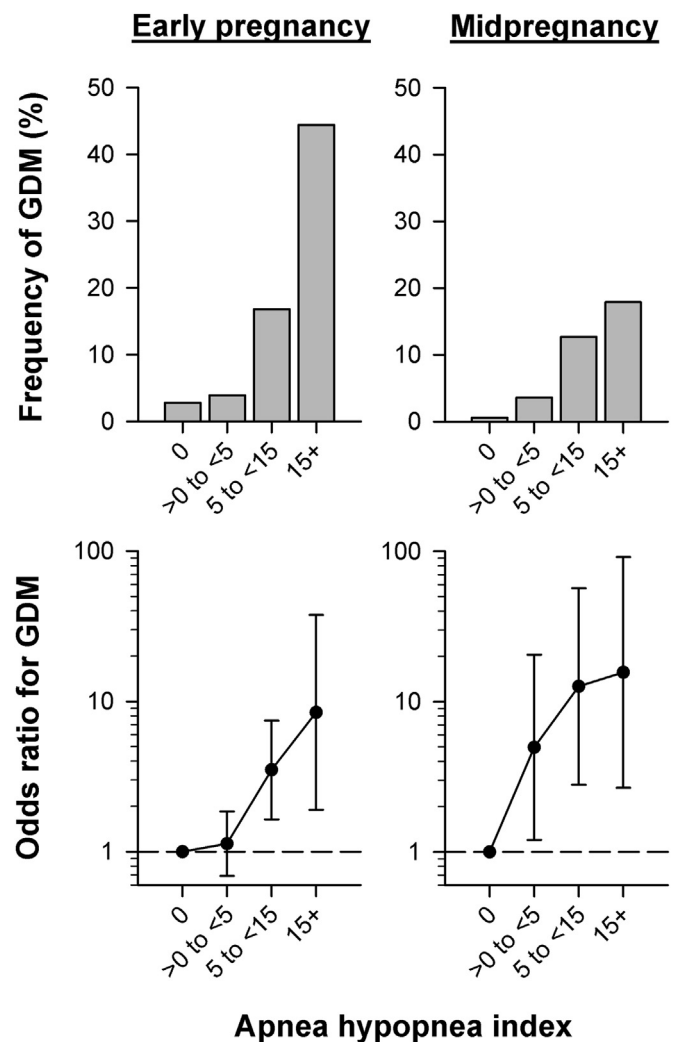 Early pregnancy
Midpregnancy
Frequency of GDM (%)
50
40
30
20
10
0
0
>0 to <5
5 to <15
15+
50
40
30
20
10
0
0
>0 to <5
5 to <15
15+
Odds ratio for GDM
100
10
1
0
>0 to <5
5 to <15
15+
100
10
1
0
>0 to <5
5 to <15
15+
Apnea hypopnea index